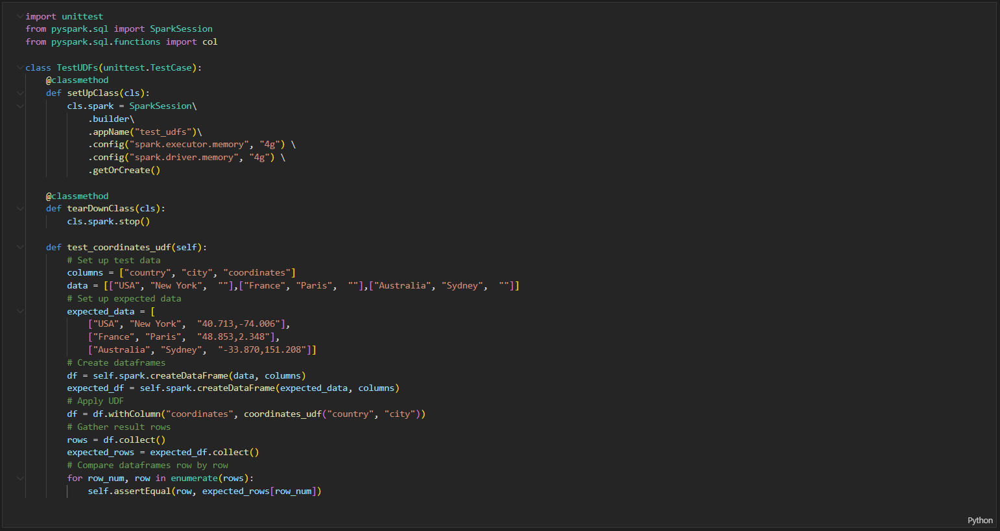 import unittest
from pyspark.sql import SparkSession
from pyspark.sql.functions import col

class TestUDFs(unittest.TestCase):
    @classmethod
    def setUpClass(cls):
        cls.spark = SparkSession\
            .builder\
            .appName("test_udfs")\
            .config("spark.executor.memory", "4g") \
            .config("spark.driver.memory", "4g") \
            .getOrCreate()

    @classmethod
    def tearDownClass(cls):
        cls.spark.stop()

    def test_coordinates_udf(self):
        # Set up test data
        columns = ["country", "city", "coordinates"]
        data = [["USA", "New York",  ""],["France", "Paris",  ""],["Australia", "Sydney",  ""]]
        # Set up expected data
        expected_data = [
            ["USA", "New York",  "40.713,-74.006"],
            ["France", "Paris",  "48.853,2.348"],
            ["Australia", "Sydney",  "-33.870,151.208"]]
        # Create dataframes
        df = self.spark.createDataFrame(data, columns)
        expected_df = self.spark.createDataFrame(expected_data, columns)
        # Apply UDF
        df = df.withColumn("coordinates", coordinates_udf("country", "city"))
        # Gather result rows
        rows = df.collect()
        expected_rows = expected_df.collect()
        # Compare dataframes row by row
        for row_num, row in enumerate(rows):
            self.assertEqual(row, expected_rows[row_num])
Python